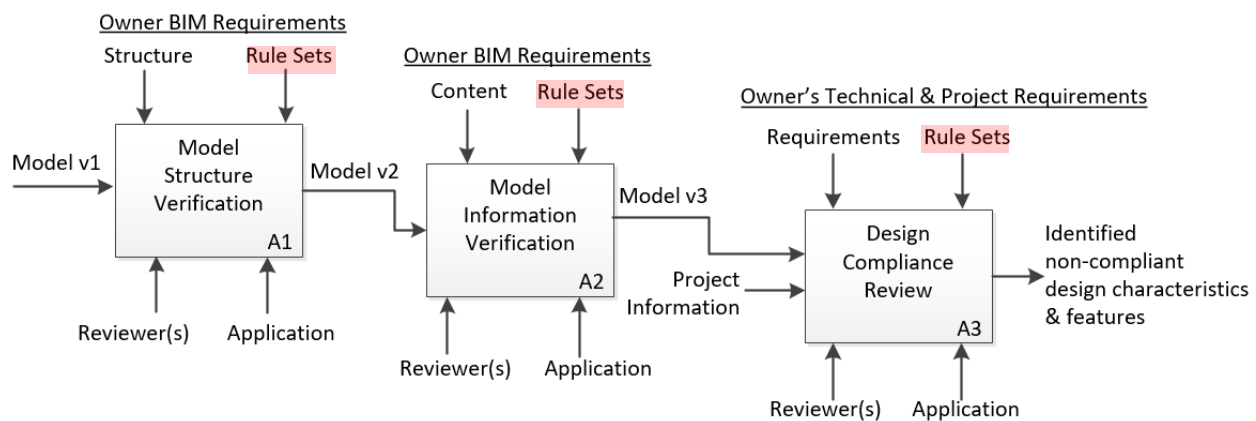 Owner BIM Requirements
Structure
Rule Sets
Model v1
Model
Structure
Verification
A1
Reviewer(s)
Application
Model v2
Owner BIM Requirements
Content
Rule Sets
Model
Information
Verification
A2
Reviewer(s)
Application
Model v3
Project
Information
Owner's Technical & Project Requirements
Requirements
Rule Sets
Design
Compliance
Review
A3
Reviewer(s)
Application
Identified
non-compliant
design characteristics
& features